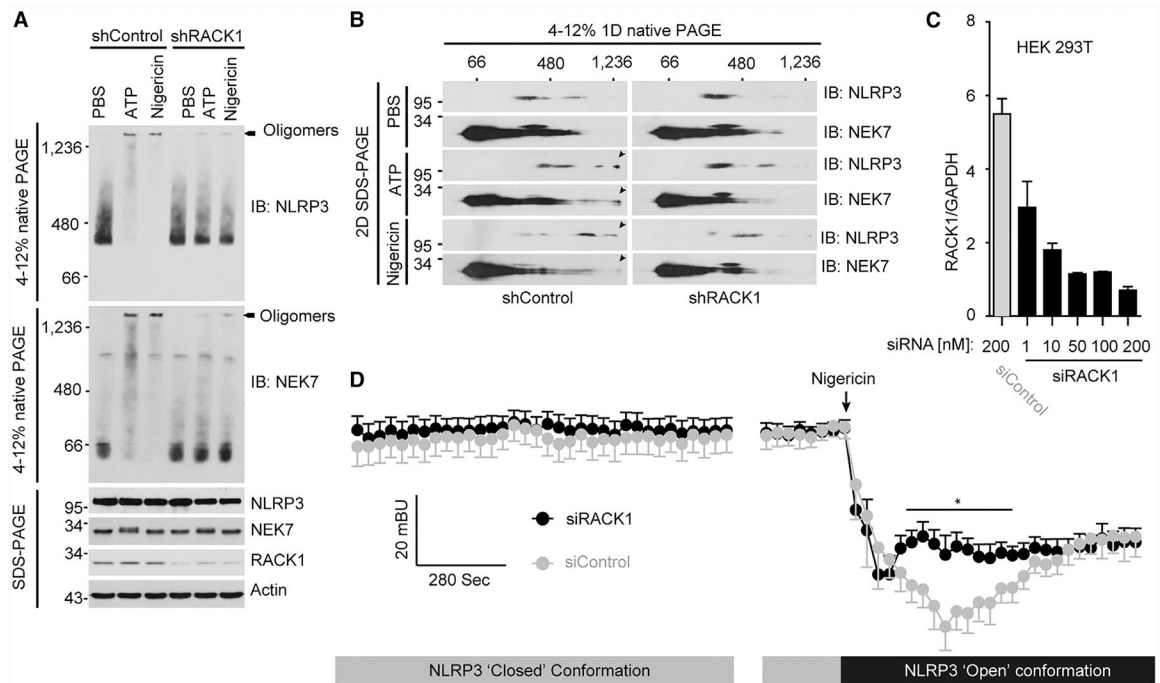 A
shControl shRACK1
PBS
ATP
Nigericin
PBS
ATP
Nigericin
4-12% native PAGE
1,236
480
66
Oligomers
IB: NLRP3
4-12% native PAGE
1,236
480
66
Oligomers
IB: NEK7
SDS-PAGE
95
34
34
43
NLRP3
NEK7
RACK1
Actin
B
4-12% 1D native PAGE
66 480 1,236 66 480 1,236
2D SDS-PAGE
PBS
95
34
IB: NLRP3
IB: NEK7
ATP
95
34
IB: NLRP3
IB: NEK7
Nigericin
95
34
IB: NLRP3
IB: NEK7
shControl shRACK1
C
HEK 293T
RACK1/GAPDH
8
6
4
2
0
siRNA [nM]: 200 1 10 50 100 200
siControl
siRACK1
D
Nigericin
*
20 mBU
280 Sec
siRACK1
siControl
NLRP3 'Closed' Conformation
NLRP3 'Open' conformation